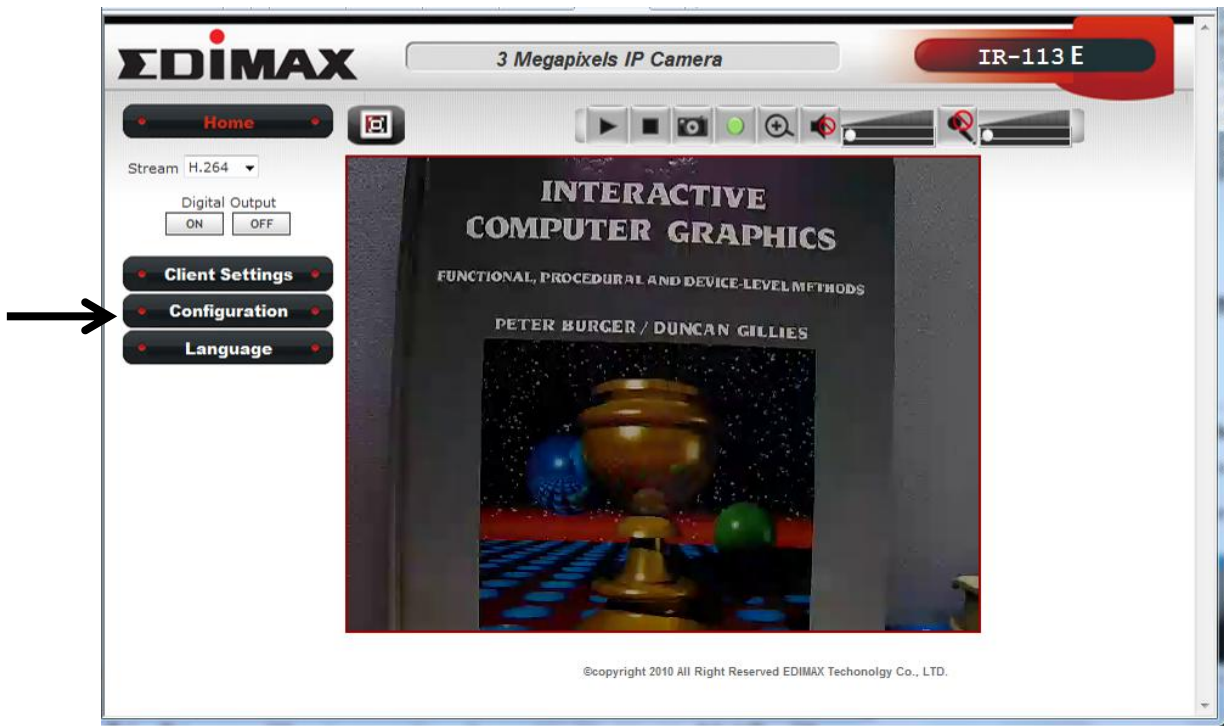 EDIMAX
3 Megapixels IP Camera
IR-113 E
Home
Stream H.264
Digital Output
ON OFF
Client Settings
Configuration
Language
INTERACTIVE
COMPUTER GRAPHICS
FUNCTIONAL, PROCEDURAL AND DEVICE-LEVEL METHODS
PETER BURGER / DUNCAN GILLIES
©copyright 2010 All Right Reserved EDIMAX Techonolgy Co., LTD.